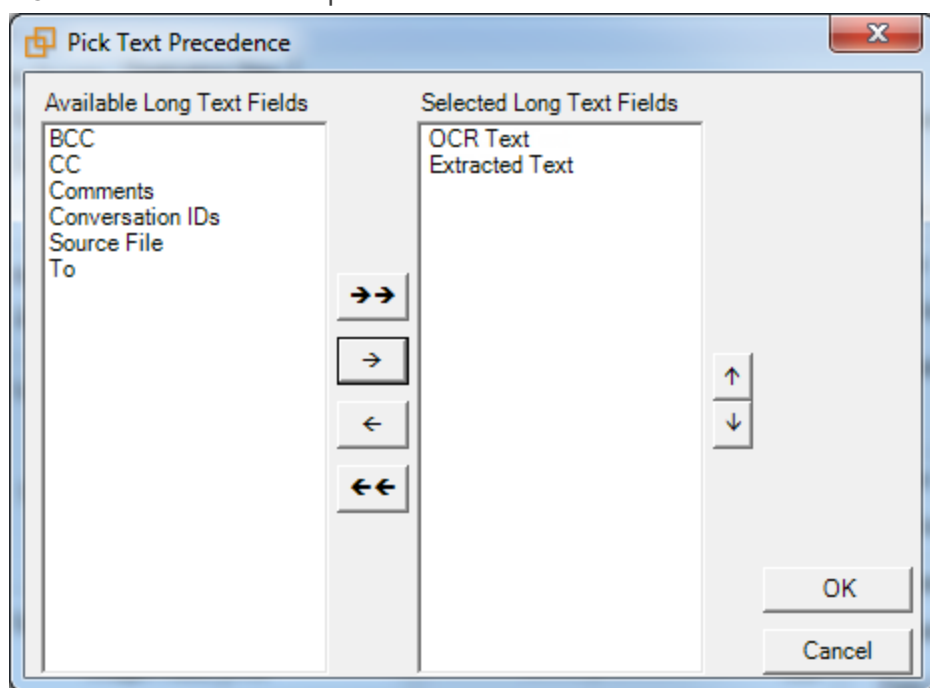 Pick Text Precedence
Available Long Text Fields
BCC
CC
Comments
Conversation IDs
Source File
To
Selected Long Text Fields
OCR Text
Extracted Text
OK
Cancel